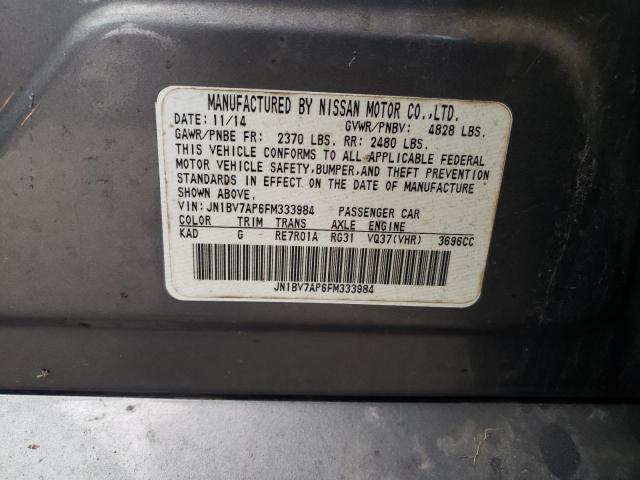 MANUFACTURED BY NISSAN MOTOR CO.,LTD.
DATE: 11/14 GVWR/PNBV: 4828 LBS.
GAWR/PNBE FR: 2370 LBS. RR: 2480 LBS.
THIS VEHICLE CONFORMS TO ALL APPLICABLE FEDERAL
MOTOR VEHICLE SAFETY, BUMPER, AND THEFT PREVENTION
STANDARDS IN EFFECT ON THE DATE OF MANUFACTURE
SHOWN ABOVE.
VIN: JN1BV7AP6FM333984 PASSENGER CAR
COLOR TRIM TRANS AXLE ENGINE
KAD G - RE7R01A RG31 VQ37(VHR) 3696CC
JN1BV7AP6FM333984